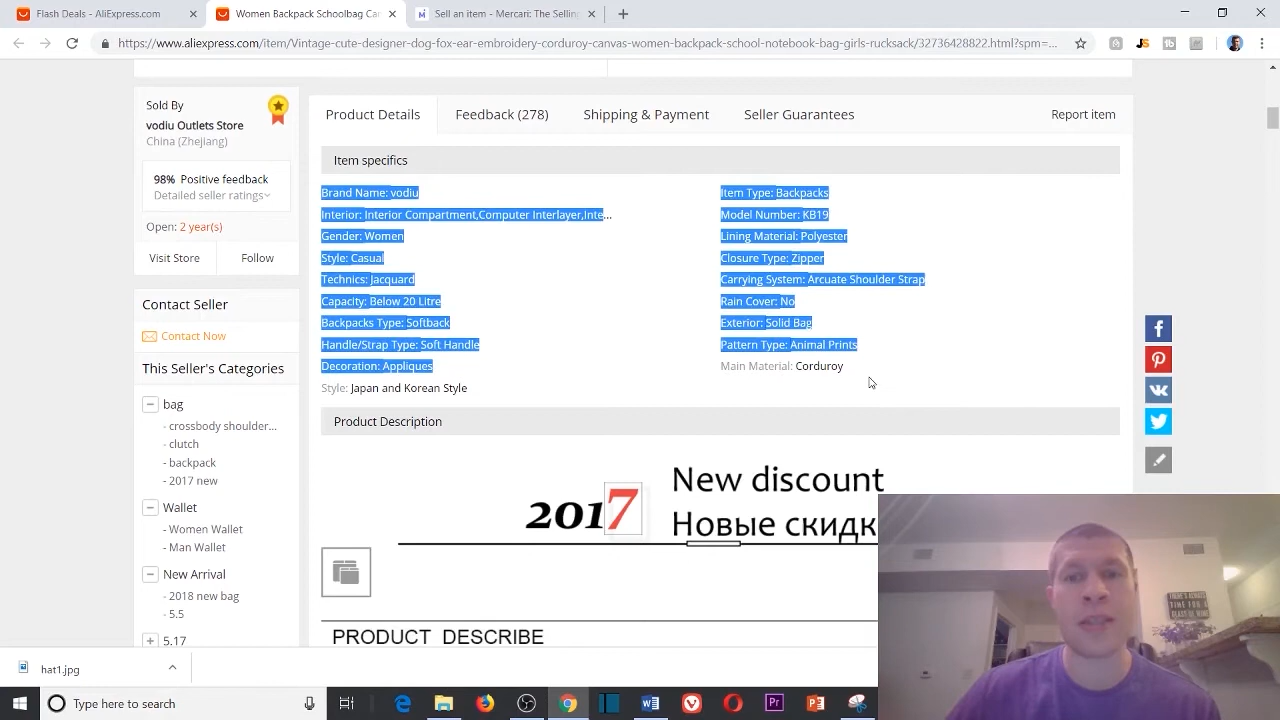 Flash Deals - AliExpress.com
Women Backpack Schoolbag Car
Sell an item - Mercari: The Selling
https://www.aliexpress.com/item/Vintage-cute-designer-dog-fox-ear-embroidery-corduroy-canvas-women-backpack-school-notebook-bag-girls-rucksack/32736428822.html?spm=...
Sold By
vodiu Outlets Store
China (Zhejiang)
98% Positive feedback
Detailed seller ratings
Open: 2 year(s)
Visit Store
Follow
Contact Seller
Contact Now
This Seller's Categories
bag
- crossbody shoulder...
- clutch
- backpack
- 2017 new
Wallet
- Women Wallet
- Man Wallet
New Arrival
- 2018 new bag
- 5.5
5.17
Product Details
Feedback (278)
Shipping & Payment
Seller Guarantees
Report item
Item specifics
Brand Name: vodiu
Item Type: Backpacks
Interior: Interior Compartment,Computer Interlayer,Inte...
Model Number: KB19
Gender: Women
Lining Material: Polyester
Style: Casual
Closure Type: Zipper
Technics: Jacquard
Carrying System: Arcuate Shoulder Strap
Capacity: Below 20 Litre
Rain Cover: No
Backpacks Type: Softback
Exterior: Solid Bag
Handle/Strap Type: Soft Handle
Pattern Type: Animal Prints
Decoration: Appliques
Main Material: Corduroy
Style: Japan and Korean Style
Product Description
2017
New discount
Новые скидк
PRODUCT DESCRIBE
hat1.jpg
Type here to search